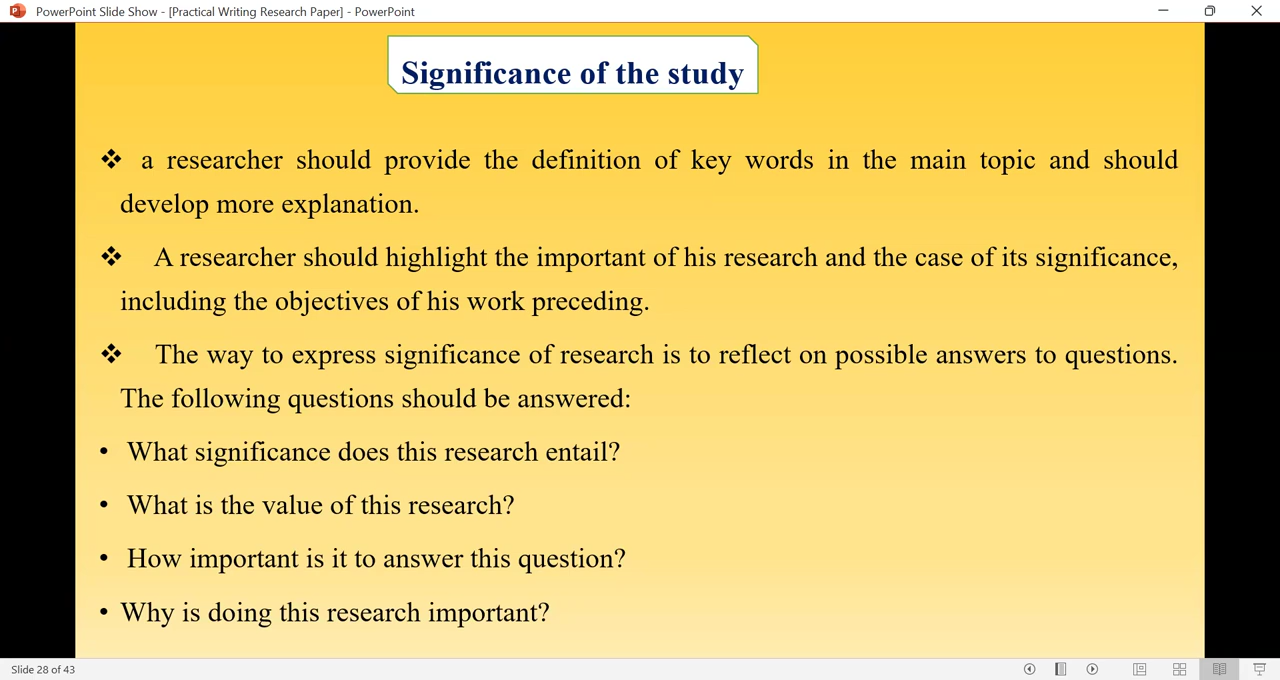 PowerPoint Slide Show - [Practical Writing Research Paper] - PowerPoint
Significance of the study
❖ a researcher should provide the definition of key words in the main topic and should
develop more explanation.
❖ A researcher should highlight the important of his research and the case of its significance,
including the objectives of his work preceding.
❖ The way to express significance of research is to reflect on possible answers to questions.
The following questions should be answered:
• What significance does this research entail?
• What is the value of this research?
• How important is it to answer this question?
• Why is doing this research important?
Slide 28 of 43